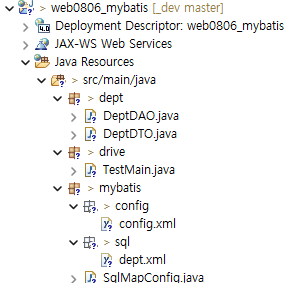 > web0806_mybatis [_dev master]
Deployment Descriptor: web0806_mybatis
JAX-WS Web Services
Java Resources
> src/main/java
> dept
DeptDAO.java
DeptDTO.java
> drive
TestMain.java
> mybatis
> config
config.xml
> sql
dept.xml
SqlMapConfig.java